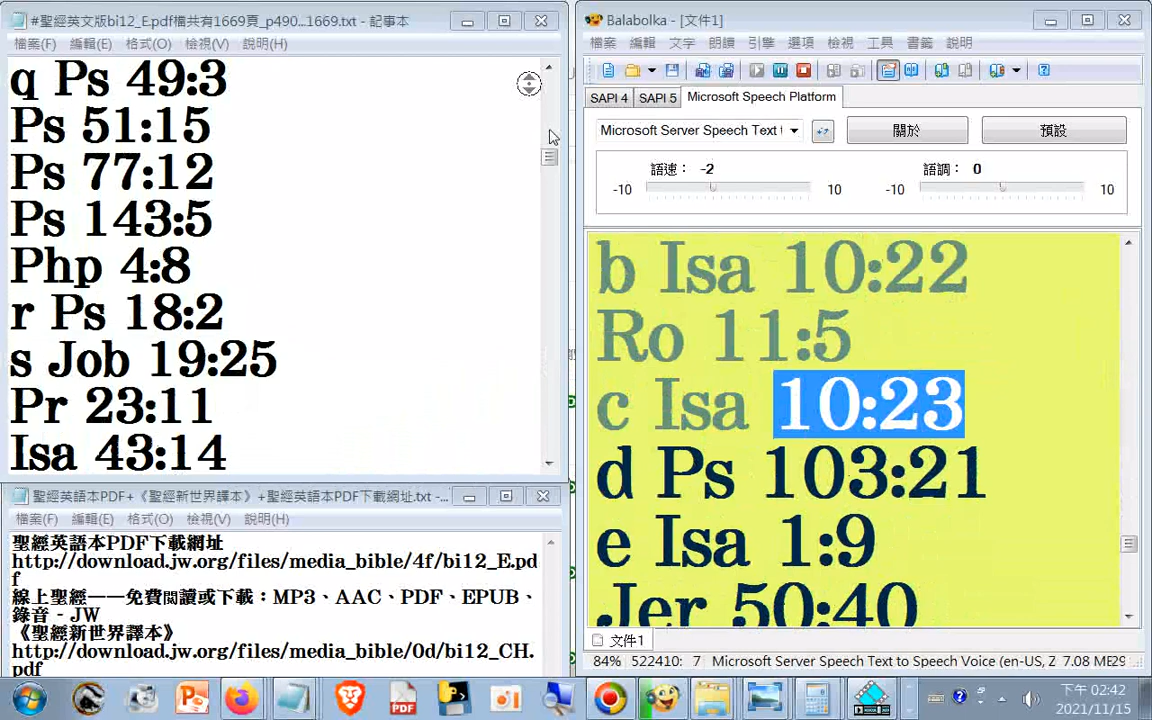 #聖經英文版bi12_E.pdf檔共有1669頁_p490...1669.txt - 記事本
檔案(F) 編輯(E) 格式(O) 檢視(V) 說明(H)
q Ps 49:3
Ps 51:15
Ps 77:12
Ps 143:5
Php 4:8
r Ps 18:2
s Job 19:25
Pr 23:11
Isa 43:14
聖經英語本PDF+《聖經新世界譯本》+聖經英語本PDF下載網址.txt -...
檔案(F) 編輯(E) 格式(O) 檢視(V) 說明(H)
聖經英語本PDF下載網址
http://download.jw.org/files/media_bible/4f/bi12_E.pd
f
線上聖經——免費閱讀或下載：MP3、AAC、PDF、EPUB、
錄音 - JW
《聖經新世界譯本》
http://download.jw.org/files/media_bible/0d/bi12_CH.
pdf
Balabolka - [文件1]
檔案 編輯 文字 朗讀 引擎 選項 檢視 工具 書籤 說明
SAPI 4 SAPI 5 Microsoft Speech Platform
Microsoft Server Speech Text t 關於 預設
語速： -2 語調： 0
-10 10 -10 10
b Isa 10:22
Ro 11:5
c Isa 10:23
d Ps 103:21
e Isa 1:9
Jer 50:40
文件1
84% 522410: 7 Microsoft Server Speech Text to Speech Voice (en-US, Z 7.08 ME29
下午 02:42
2021/11/15